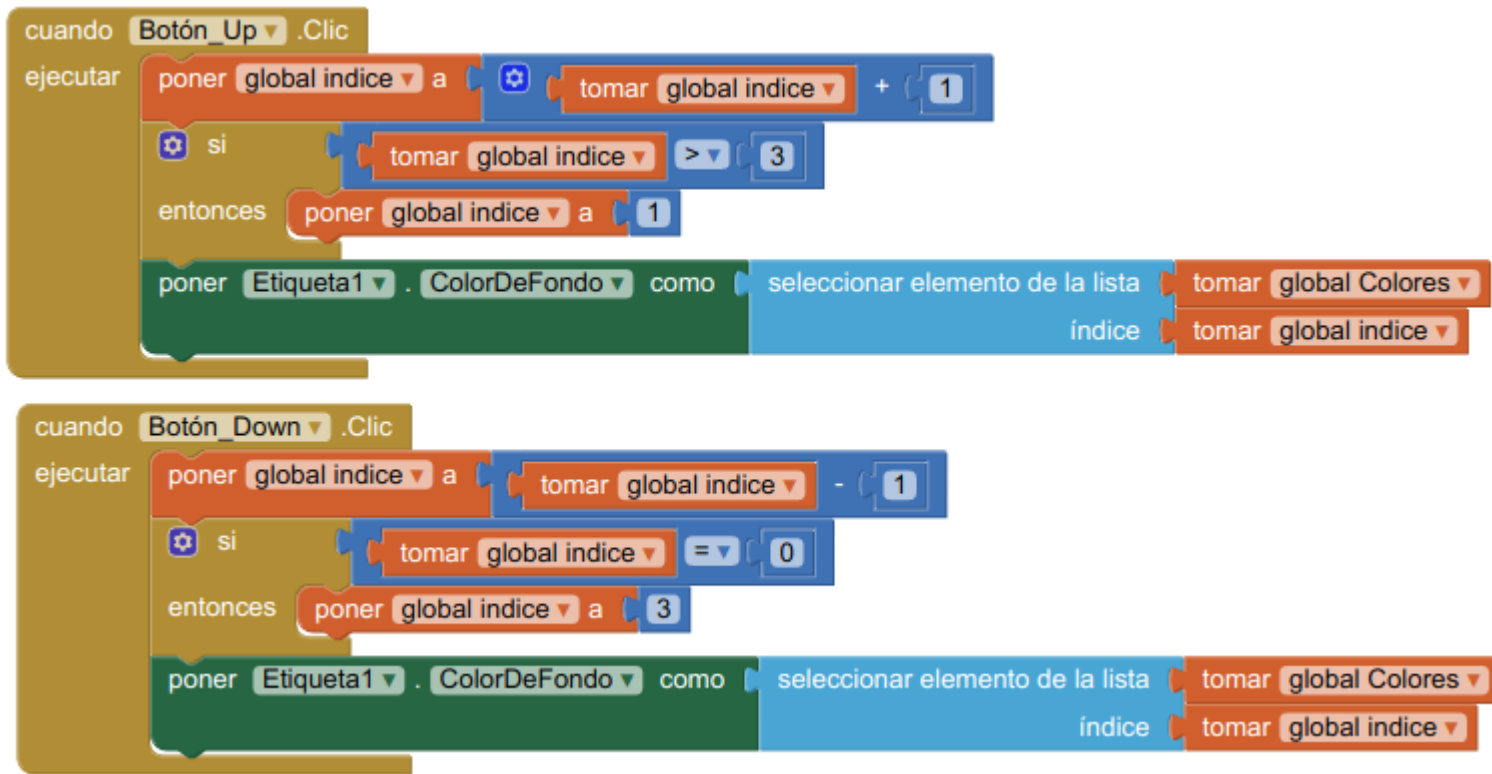 cuando Botón_Up .Clic
ejecutar poner global indice a tomar global indice + 1
si tomar global indice > 3
entonces poner global indice a 1
poner Etiqueta1 . ColorDeFondo como seleccionar elemento de la lista tomar global Colores
índice tomar global indice
cuando Botón_Down .Clic
ejecutar poner global indice a tomar global indice - 1
si tomar global indice = 0
entonces poner global indice a 3
poner Etiqueta1 . ColorDeFondo como seleccionar elemento de la lista tomar global Colores
índice tomar global indice